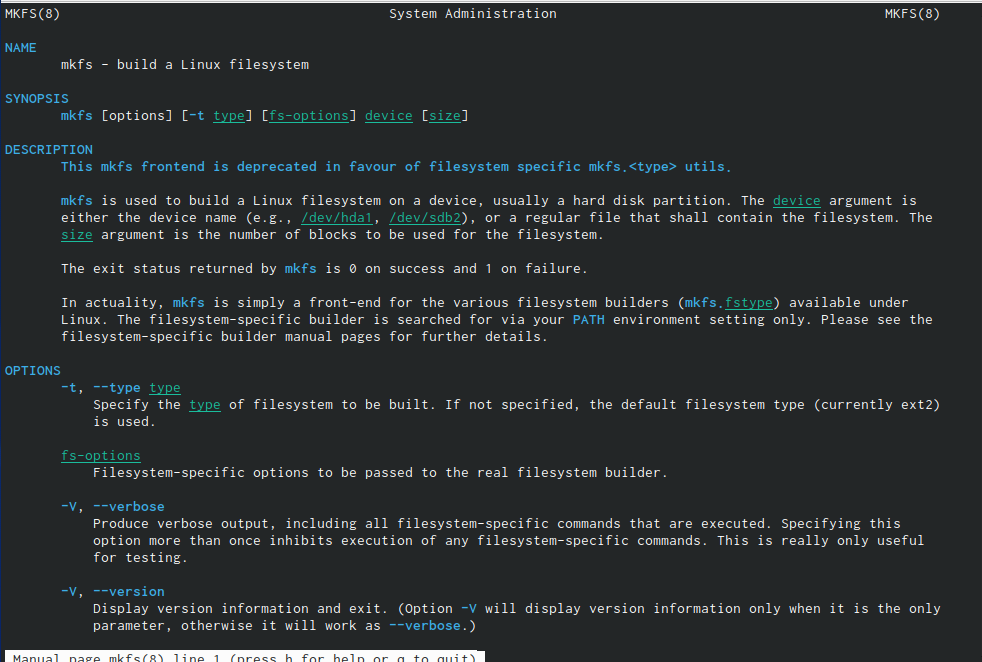 MKFS(8) System Administration MKFS(8)
NAME
mkfs - build a Linux filesystem
SYNOPSIS
mkfs [options] [-t type] [fs-options] device [size]
DESCRIPTION
This mkfs frontend is deprecated in favour of filesystem specific mkfs.<type> utils.
mkfs is used to build a Linux filesystem on a device, usually a hard disk partition. The device argument is
either the device name (e.g., /dev/hda1, /dev/sdb2), or a regular file that shall contain the filesystem. The
size argument is the number of blocks to be used for the filesystem.
The exit status returned by mkfs is 0 on success and 1 on failure.
In actuality, mkfs is simply a front-end for the various filesystem builders (mkfs.fstype) available under
Linux. The filesystem-specific builder is searched for via your PATH environment setting only. Please see the
filesystem-specific builder manual pages for further details.
OPTIONS
-t, --type type
Specify the type of filesystem to be built. If not specified, the default filesystem type (currently ext2)
is used.
fs-options
Filesystem-specific options to be passed to the real filesystem builder.
-V, --verbose
Produce verbose output, including all filesystem-specific commands that are executed. Specifying this
option more than once inhibits execution of any filesystem-specific commands. This is really only useful
for testing.
-V, --version
Display version information and exit. (Option -V will display version information only when it is the only
parameter, otherwise it will work as --verbose.)
Manual page mkfs(8) line 1 (press h for help or q to quit)